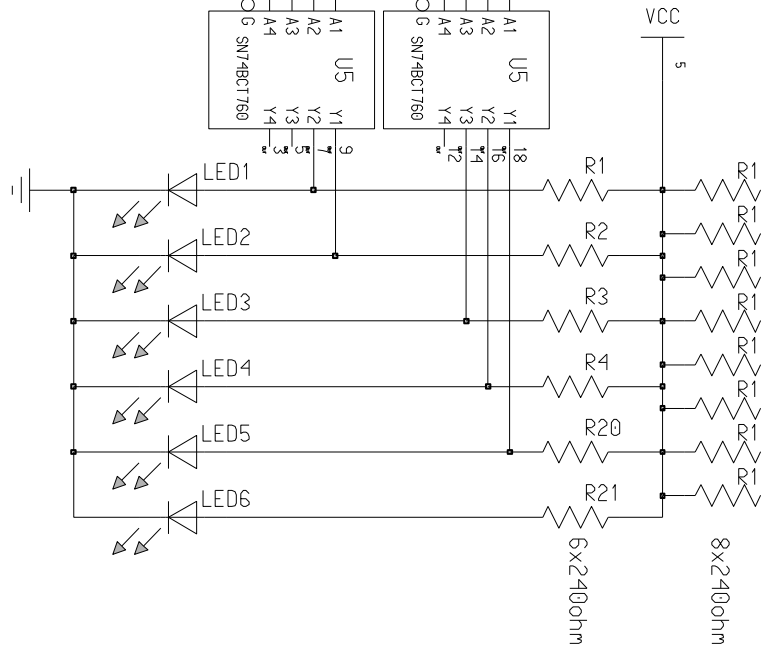 G A4 A3 A2 A1
SN74BCT760
U5
Y4 Y3 Y2 Y1
3 5 7 9
G A4 A3 A2 A1
SN74BCT760
U5
Y4 Y3 Y2 Y1
12 14 16 18
VCC
5
LED1
R1
R1
R1
LED2
R2
R1
LED3
R3
R1
R1
LED4
R4
R1
LED5
R20
R1
LED6
R21
R1
6x240ohm
8x240ohm